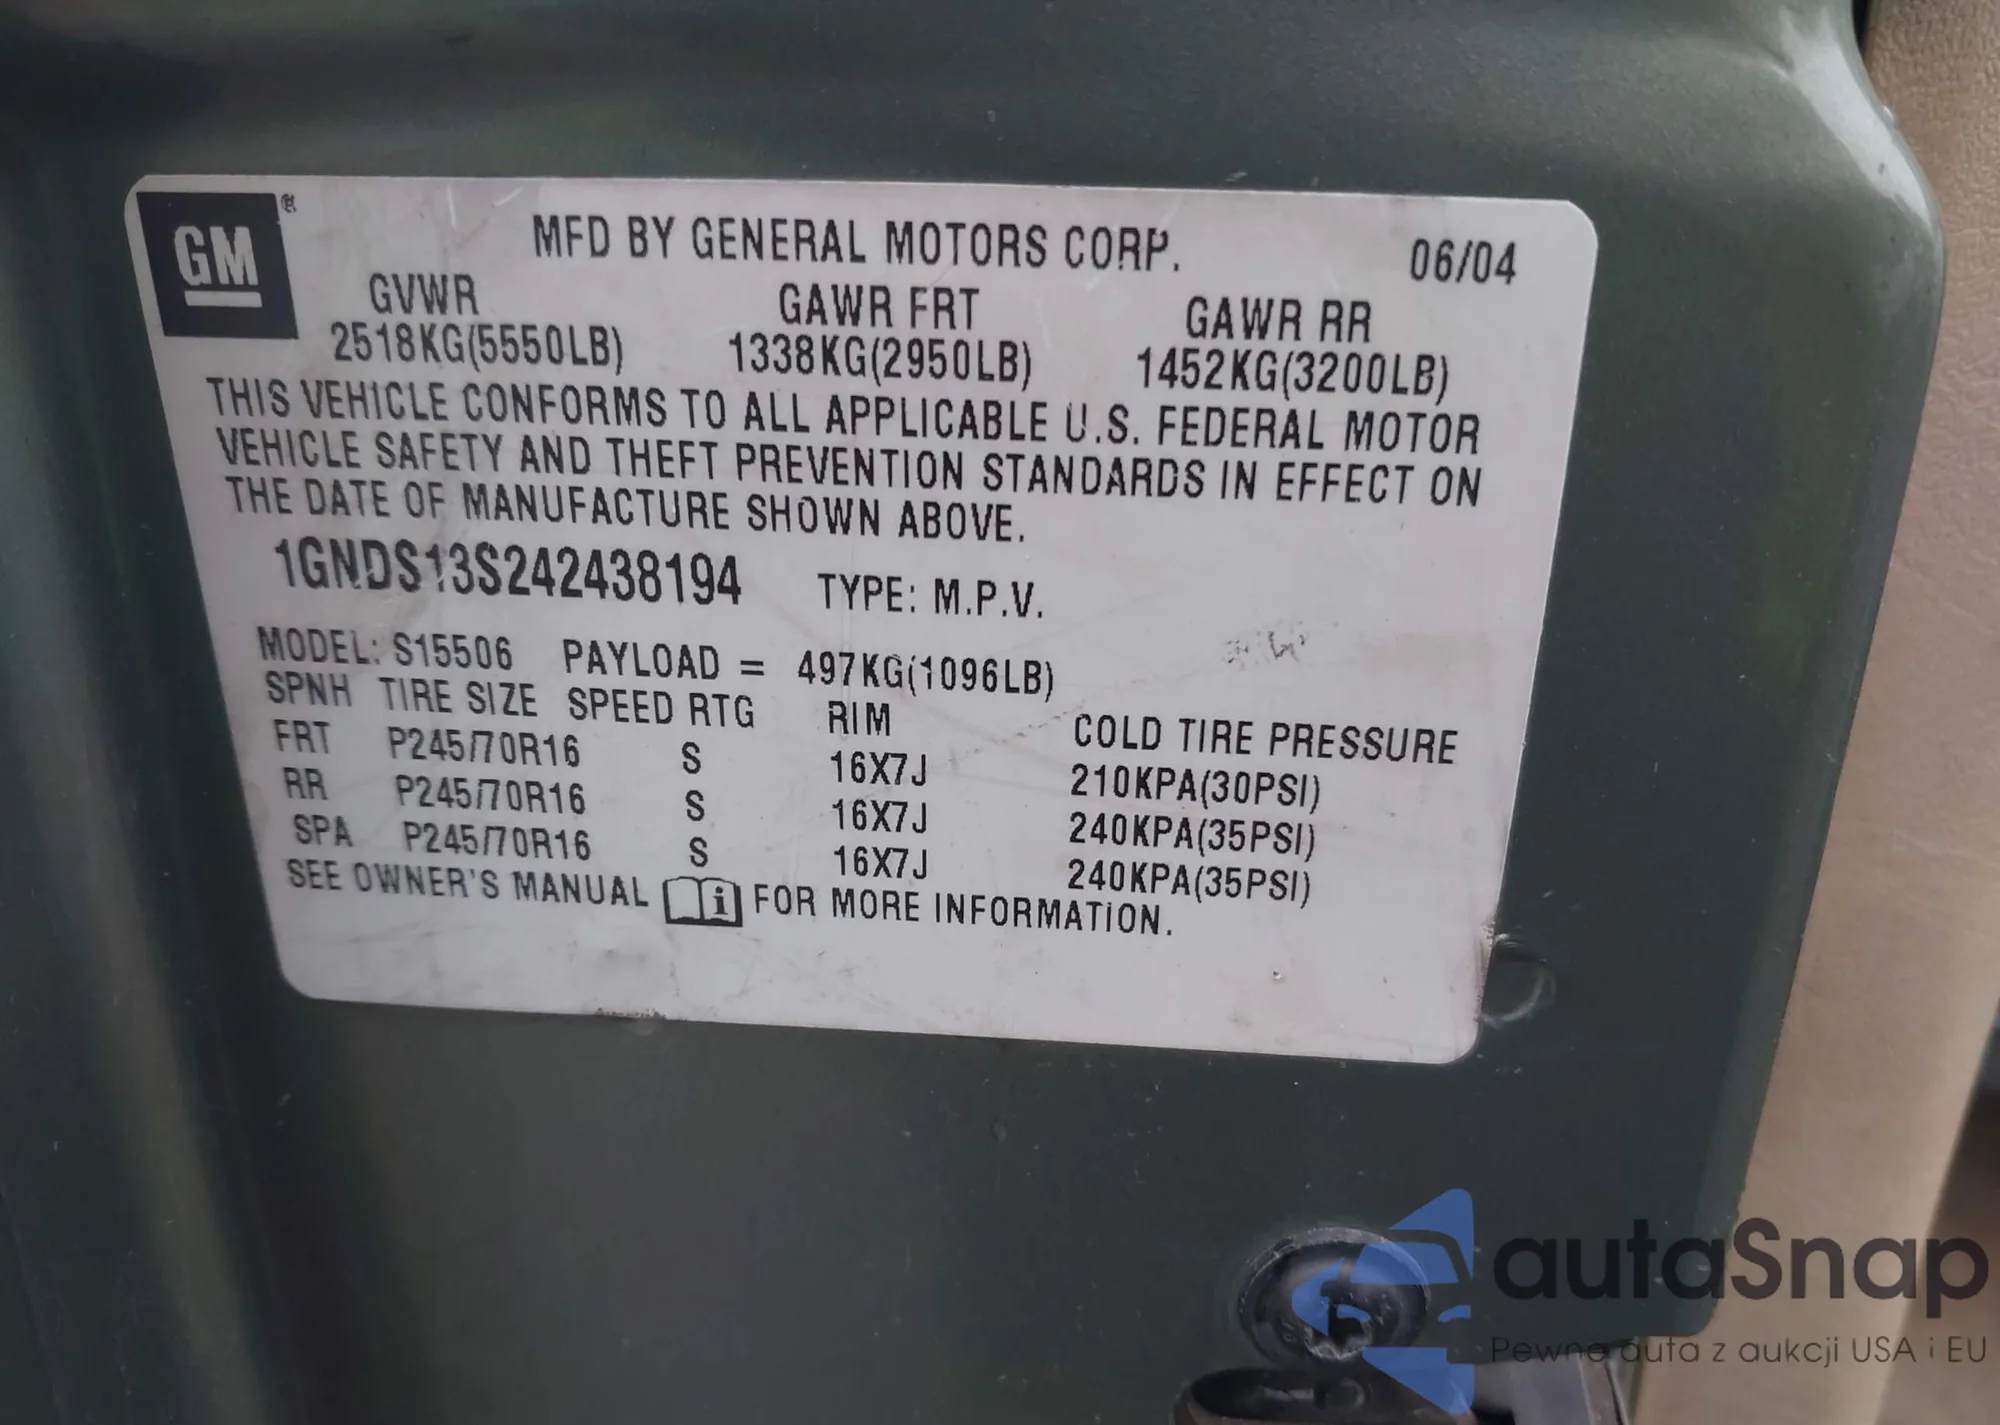 GM ®
MFD BY GENERAL MOTORS CORP. 06/04
GVWR GAWR FRT GAWR RR
2518KG(5550LB) 1338KG(2950LB) 1452KG(3200LB)
THIS VEHICLE CONFORMS TO ALL APPLICABLE U.S. FEDERAL MOTOR
VEHICLE SAFETY AND THEFT PREVENTION STANDARDS IN EFFECT ON
THE DATE OF MANUFACTURE SHOWN ABOVE.
1GNDS13S242438194 TYPE: M.P.V.
MODEL: S15506 PAYLOAD = 497KG(1096LB)
SPNH TIRE SIZE SPEED RTG RIM COLD TIRE PRESSURE
FRT P245/70R16 S 16X7J 210KPA(30PSI)
RR P245/70R16 S 16X7J 240KPA(35PSI)
SPA P245/70R16 S 16X7J 240KPA(35PSI)
SEE OWNER'S MANUAL i FOR MORE INFORMATION.
autaSnap
Pewne auta z aukcji USA i EU